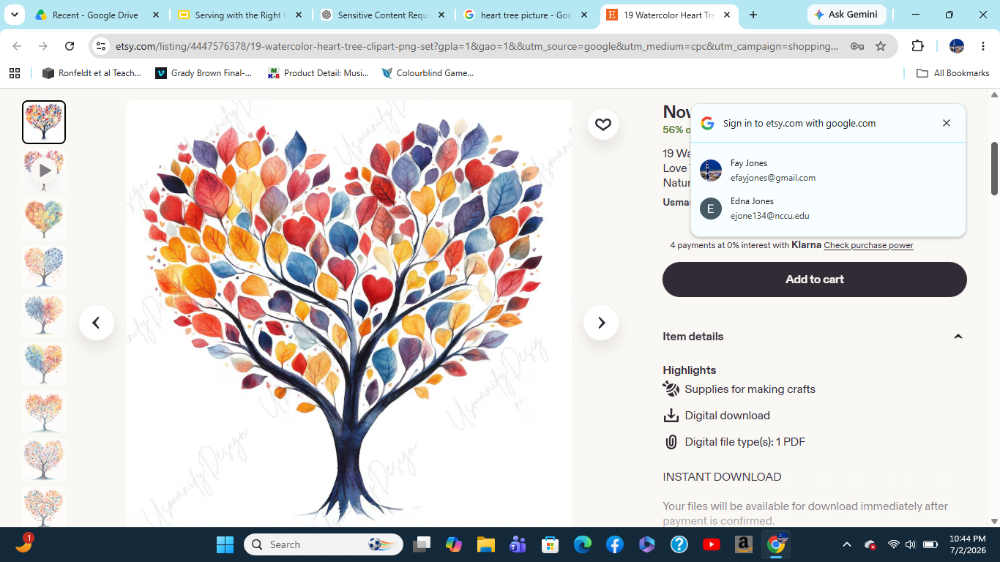 Recent - Google Drive
Serving with the Right H
Sensitive Content Requ
heart tree picture - Goo
19 Watercolor Heart Tre
Ask Gemini
etsy.com/listing/4447576378/19-watercolor-heart-tree-clipart-png-set?gpla=1&gao=1&&utm_source=google&utm_medium=cpc&utm_campaign=shopping...
Ronfeldt et al Teach...
Grady Brown Final-...
Product Detail: Musi...
Colourblind Game...
All Bookmarks
Now
56% o
Sign in to etsy.com with google.com
Fay Jones
efayjones@gmail.com
Edna Jones
ejone134@nccu.edu
19 Wa
Love T
Natur
Usman
4 payments at 0% interest with Klarna Check purchase power
Add to cart
Item details
Highlights
Supplies for making crafts
Digital download
Digital file type(s): 1 PDF
INSTANT DOWNLOAD
Your files will be available for download immediately after
payment is confirmed.
UsmanifyDesign
UsmanifyDesign
UsmanifyDesign
1
Search
10:44 PM
7/2/2026